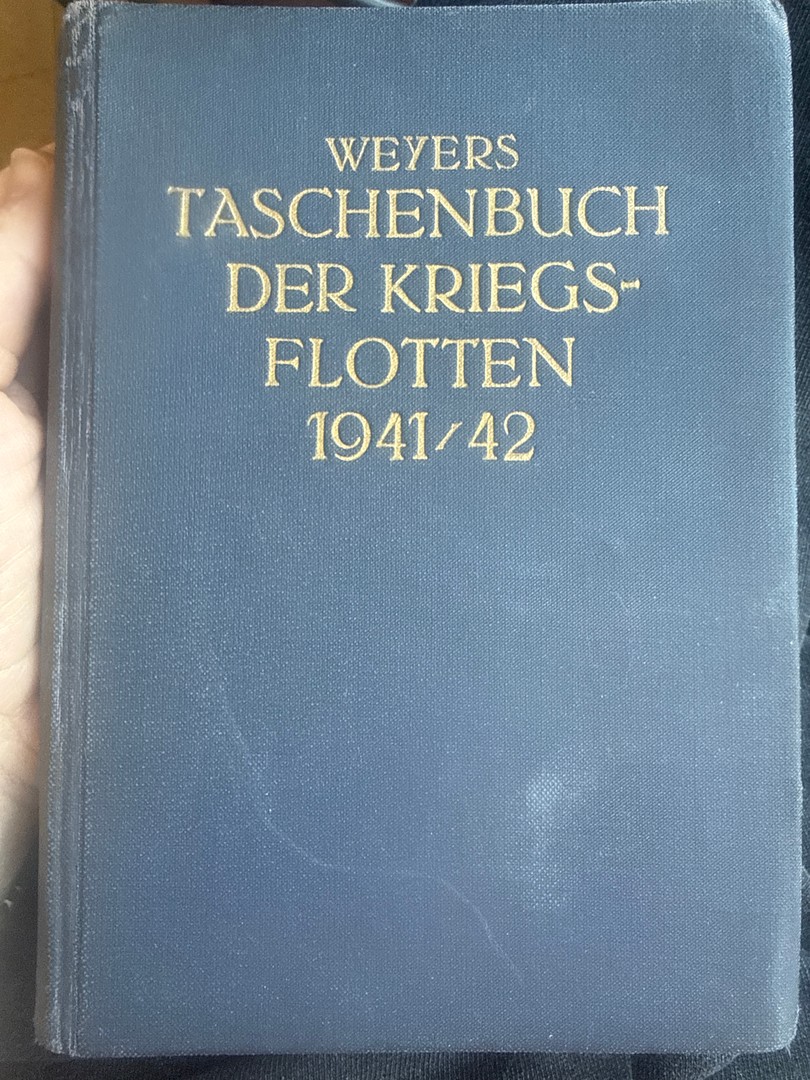 WEYERS
TASCHENBUCH
DER KRIEGS-
FLOTTEN
1941/42